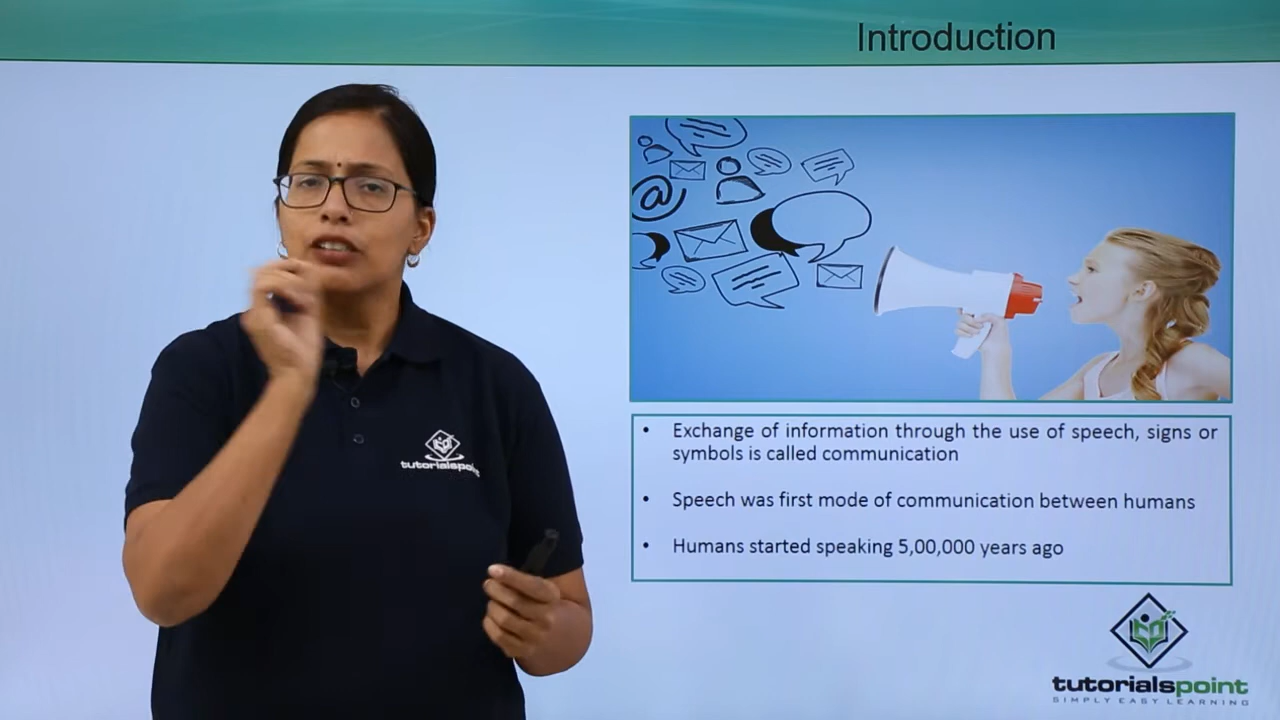 Introduction
@
• Exchange of information through the use of speech, signs or
symbols is called communication
• Speech was first mode of communication between humans
• Humans started speaking 5,00,000 years ago
tutorialspoint
tutorialspoint
SIMPLY EASY LEARNING